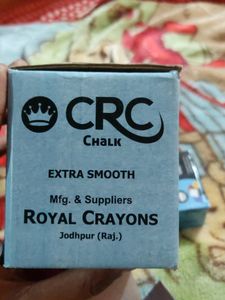 CRC
Chalk
EXTRA SMOOTH
Mfg. & Suppliers
ROYAL CRAYONS
Jodhpur (Raj.)